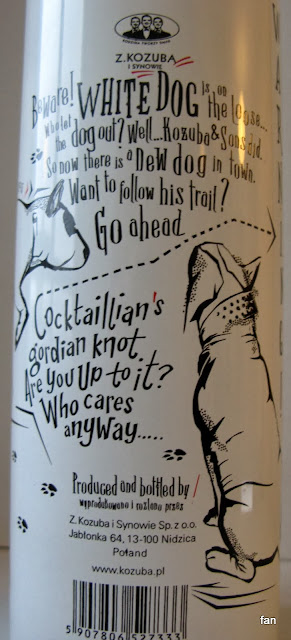 Z.KOZUBA
I SYNOWIE
Beware! WHITE DOG is on the loose...
Who let the dog out? Well...Kozuba & Sons did.
So now there is a new dog in town.
Want to follow his trail?
Go ahead
Cocktaillian's
gordian knot.
Are you up to it?
Who cares
anyway.....
Produced and bottled by /
wyprodukowano i rozlano przez
Z. Kozuba i Synowie Sp. z o.o.
Jabłonka 64, 13-100 Nidzica
Poland
www.kozuba.pl
5 907806 527333
fan